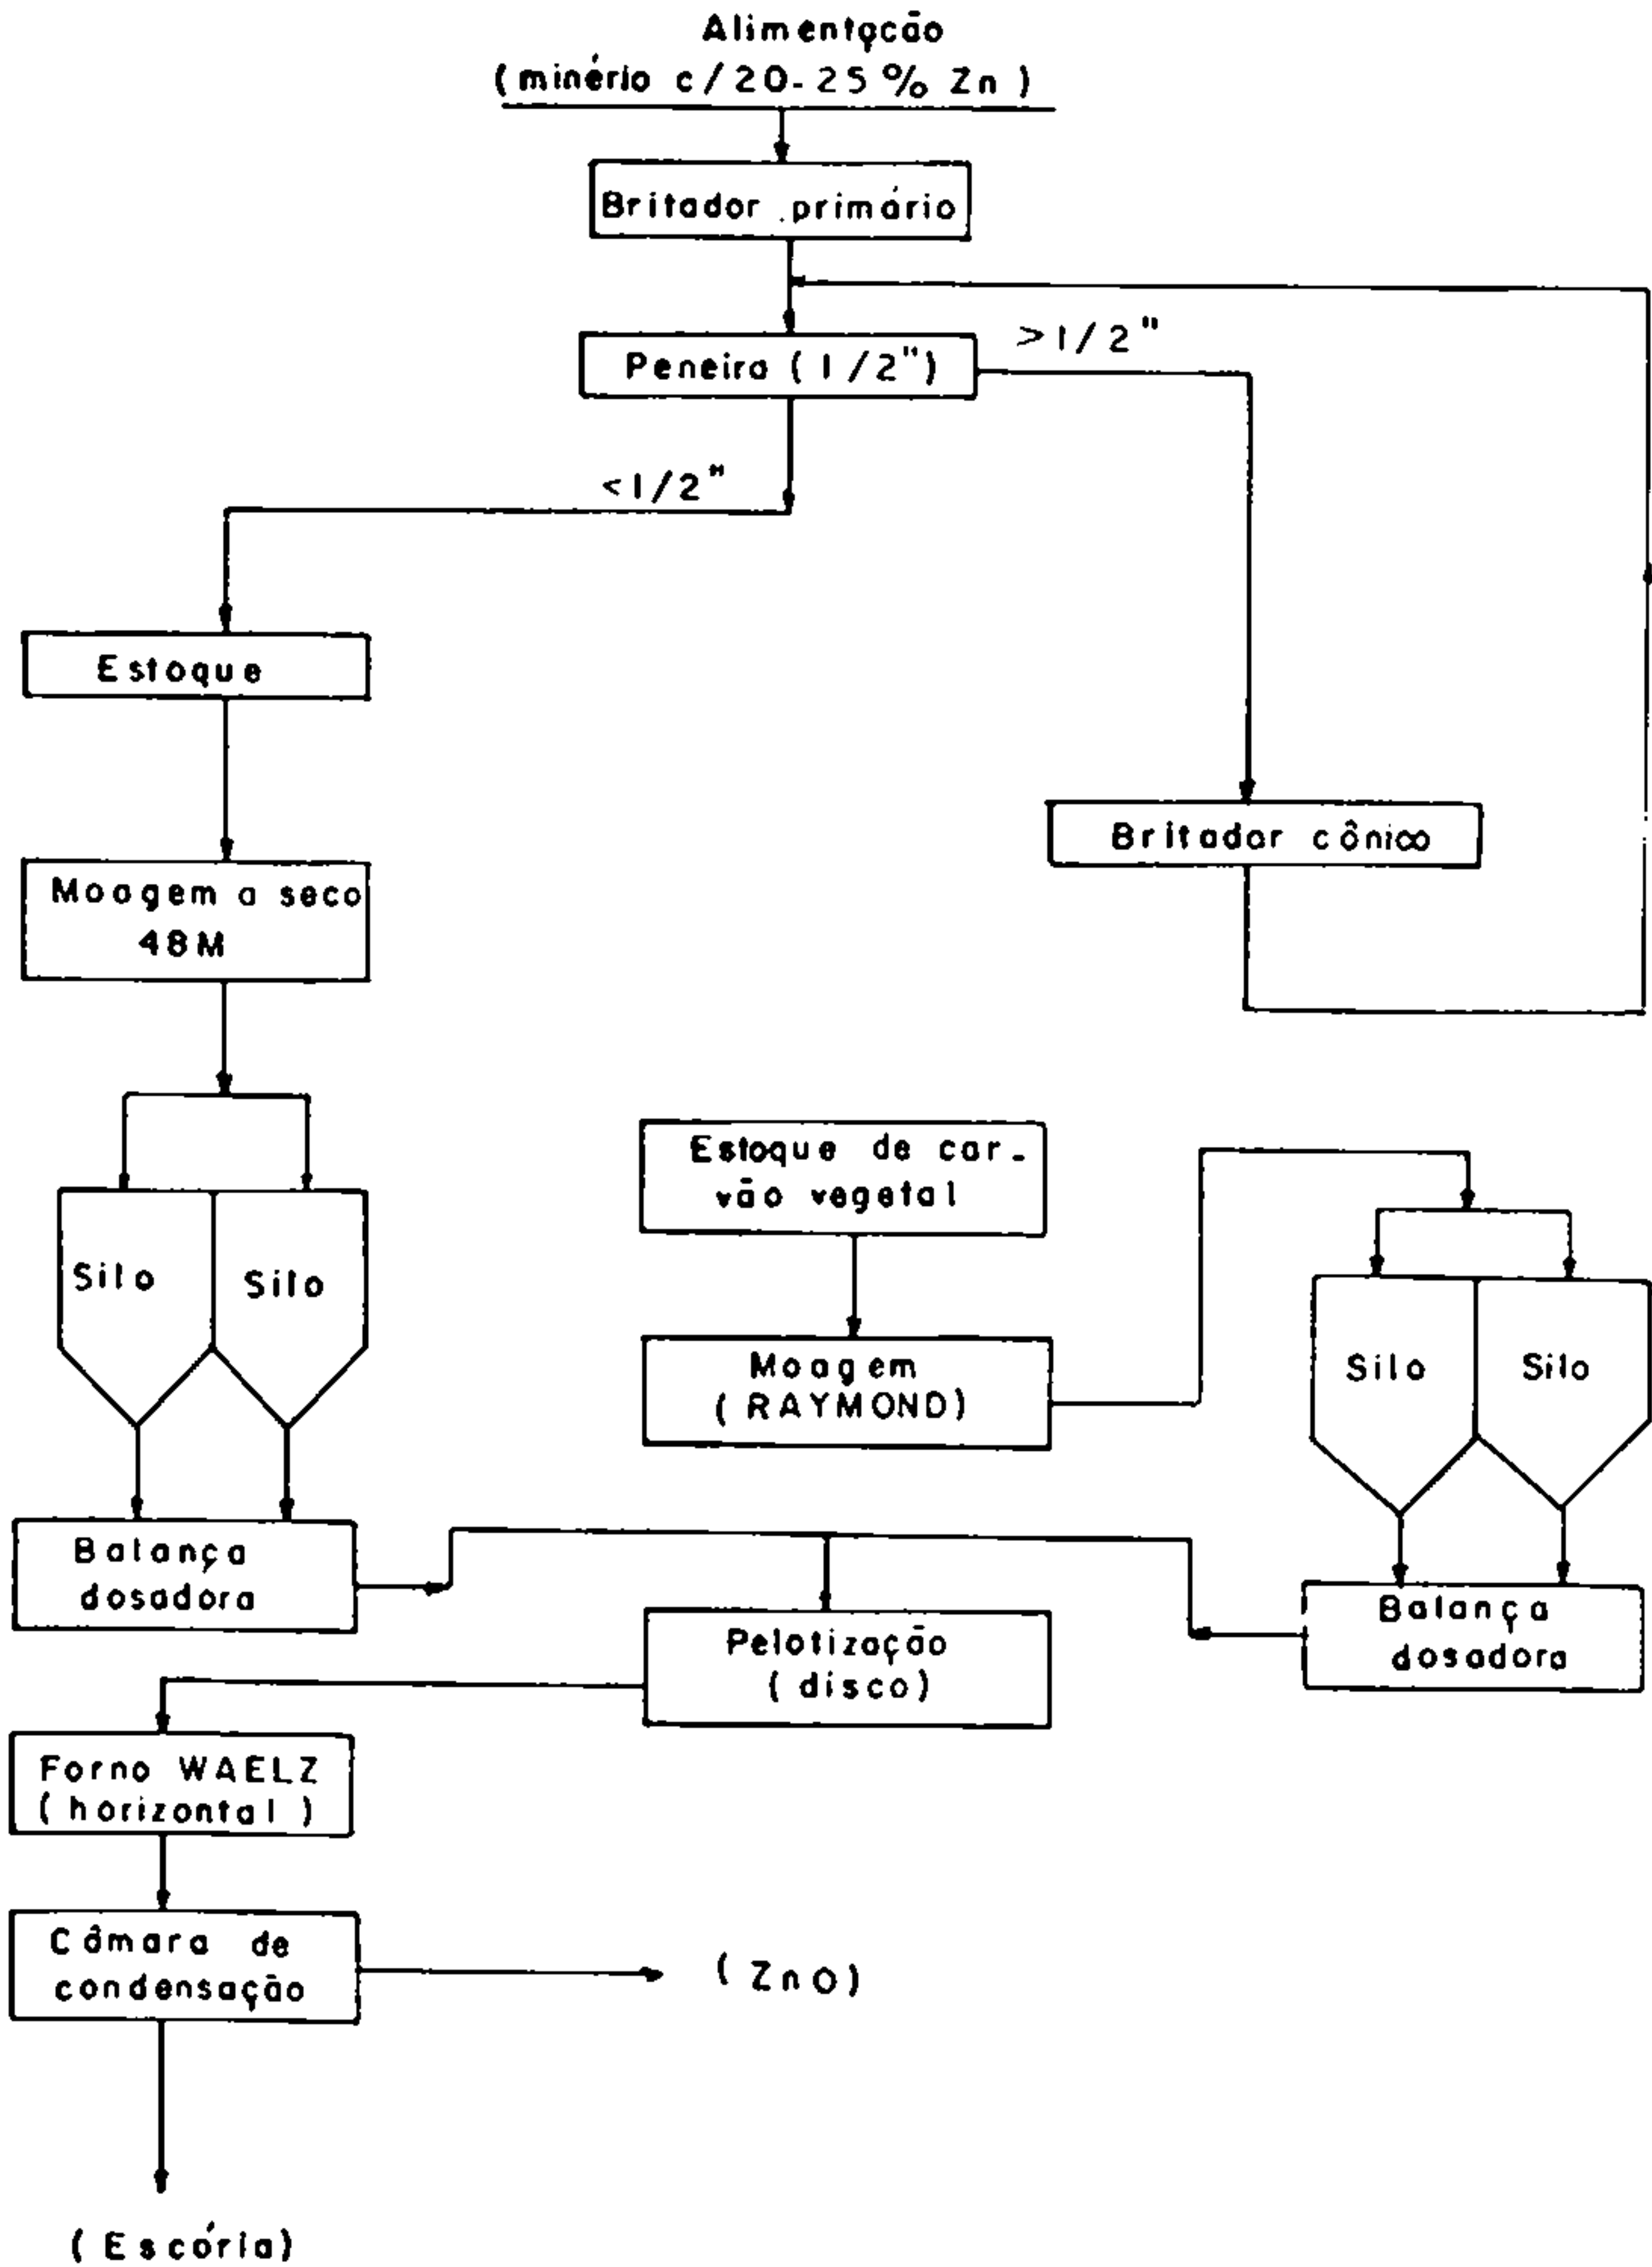 Alimentação
(minério c/20-25% Zn)
Britador primário
Peneira (1/2")
>1/2"
<1/2"
Estoque
Britador cônico
Moagem a seco
48M
Estoque de car-
vão vegetal
Silo
Silo
Moagem
(RAYMOND)
Silo
Silo
Balança
dosadora
Balança
dosadora
Pelotização
(disco)
Forno WAELZ
(horizontal)
Câmara de
condensação
(ZnO)
(Escória)